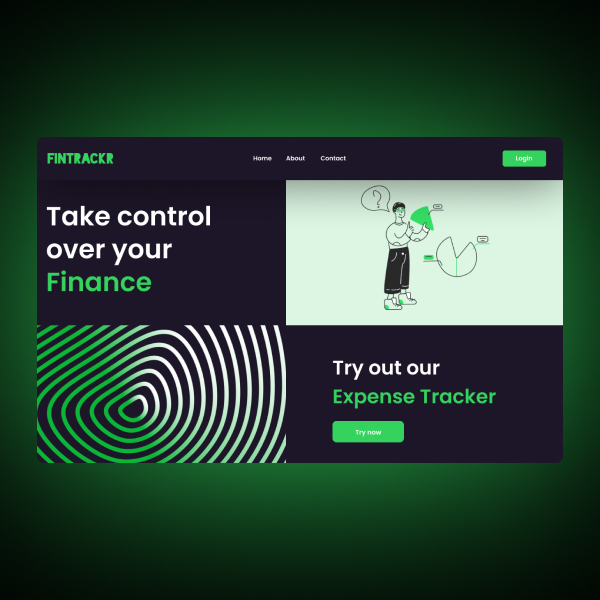 FINTRACKR
Home
About
Contact
Login
Take control
over your
Finance
?
Try out our
Expense Tracker
Try now